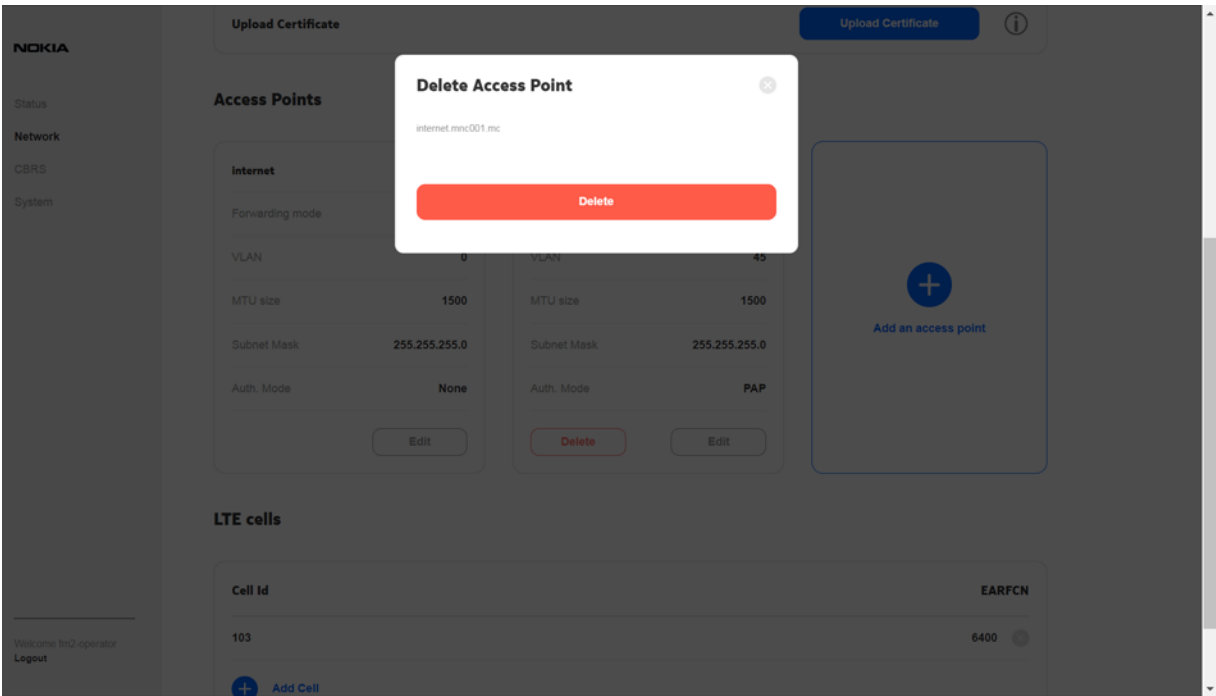 Upload Certificate
Upload Certificate
NOKIA
Delete Access Point
internet.mnc001.mc
Delete
Status
Network
CBRS
System
Access Points
internet
Forwarding mode
VLAN 0
MTU size 1500
Subnet Mask 255.255.255.0
Auth. Mode None
Edit
VLAN 45
MTU size 1500
Subnet Mask 255.255.255.0
Auth. Mode PAP
Delete Edit
Add an access point
LTE cells
Cell Id EARFCN
103 6400
Add Cell
Welcome tm2-operator
Logout